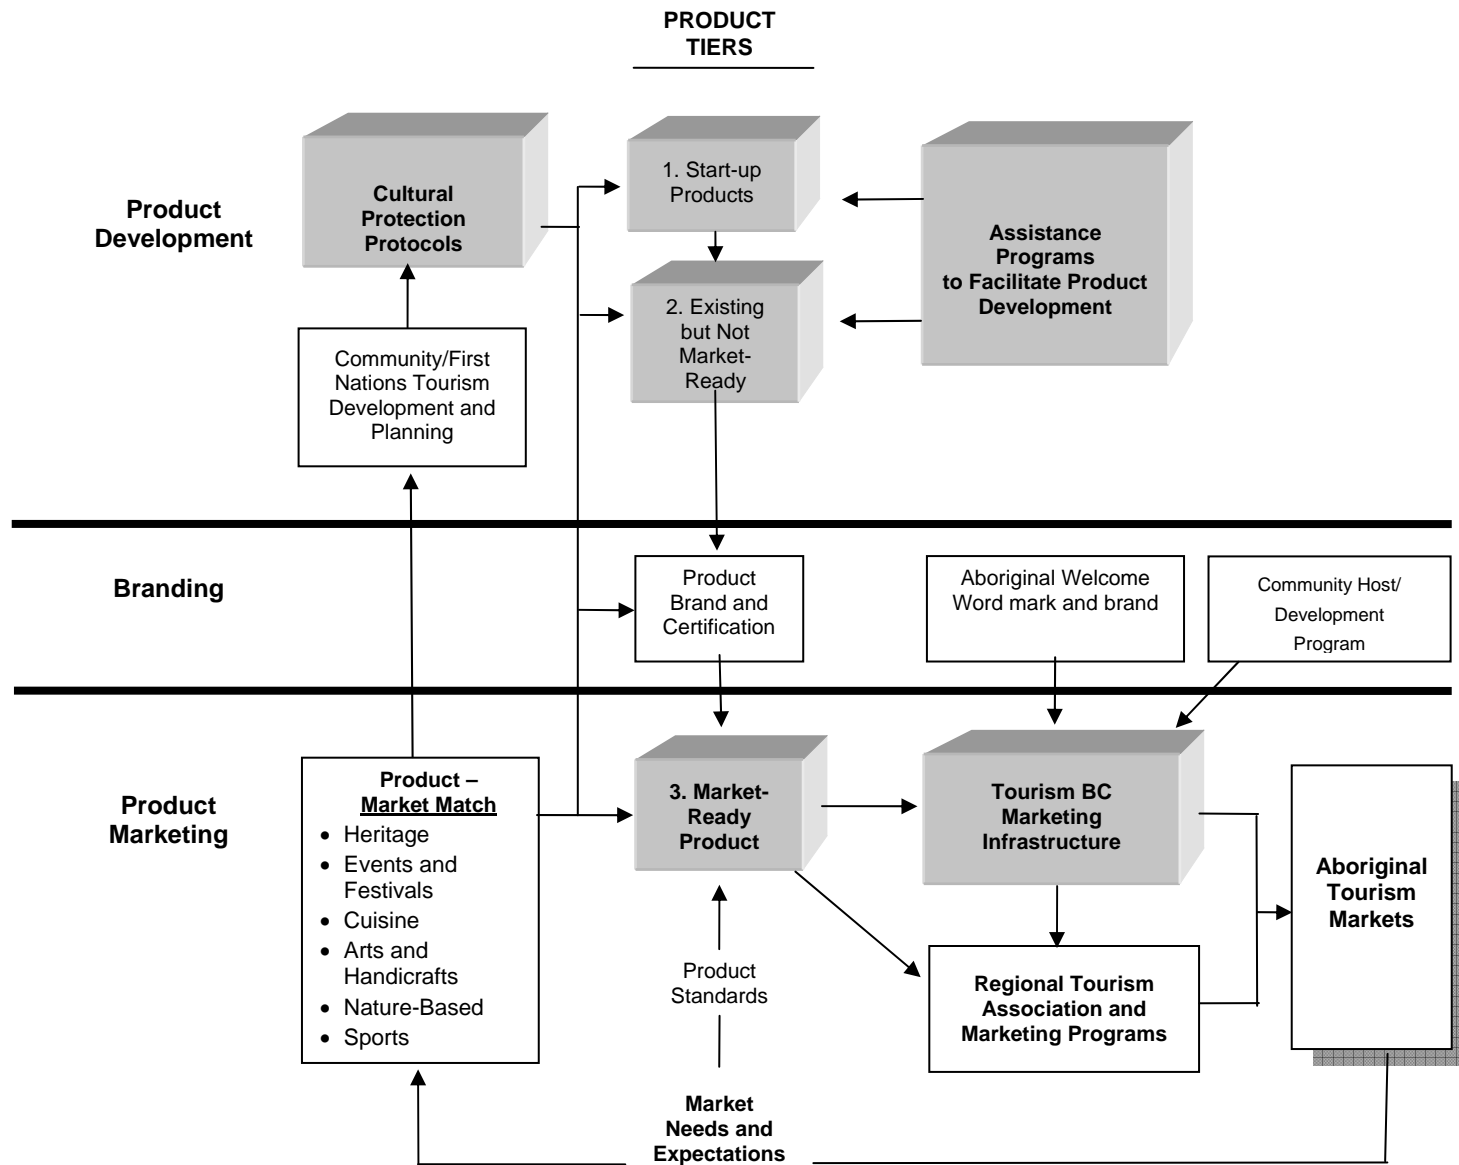 PRODUCT
TIERS
Product
Development
Cultural
Protection
Protocols
1. Start-up
Products
Assistance
Programs
to Facilitate Product
Development
2. Existing
but Not
Market-
Ready
Community/First
Nations Tourism
Development and
Planning
Branding
Product
Brand and
Certification
Aboriginal Welcome
Word mark and brand
Community Host/
Development
Program
Product
Marketing
Product –
Market Match
• Heritage
• Events and
Festivals
• Cuisine
• Arts and
Handicrafts
• Nature-Based
• Sports
3. Market-
Ready
Product
Tourism BC
Marketing
Infrastructure
Aboriginal
Tourism
Markets
Product
Standards
Regional Tourism
Association and
Marketing Programs
Market
Needs and
Expectations